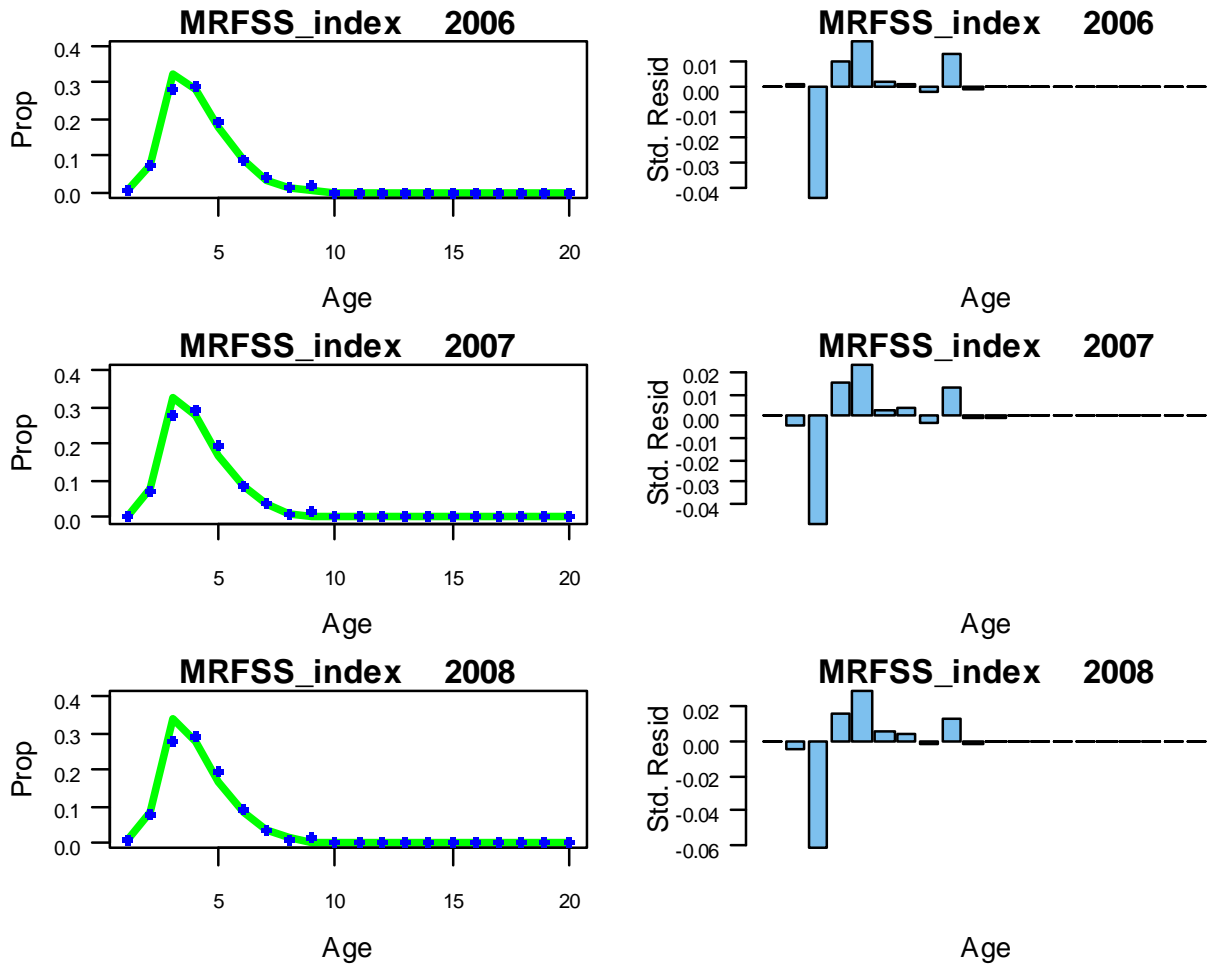 MRFSS_index 2006
Prop
0.4
0.3
0.2
0.1
0.0
5 10 15 20
Age
MRFSS_index 2006
Std. Resid
0.01
0.00
-0.01
-0.02
-0.03
-0.04
Age
MRFSS_index 2007
Prop
0.4
0.3
0.2
0.1
0.0
5 10 15 20
Age
MRFSS_index 2007
Std. Resid
0.02
0.01
0.00
-0.01
-0.02
-0.03
-0.04
Age
MRFSS_index 2008
Prop
0.4
0.3
0.2
0.1
0.0
5 10 15 20
Age
MRFSS_index 2008
Std. Resid
0.02
0.00
-0.02
-0.04
-0.06
Age